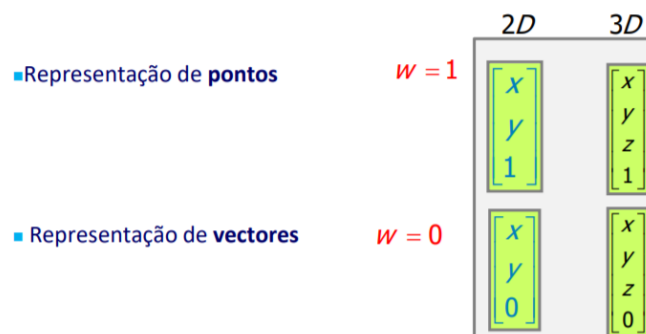 2D 3D
▪Representação de pontos w = 1
x x
y y
1 z
1
▪ Representação de vectores w = 0
x x
y y
0 z
0